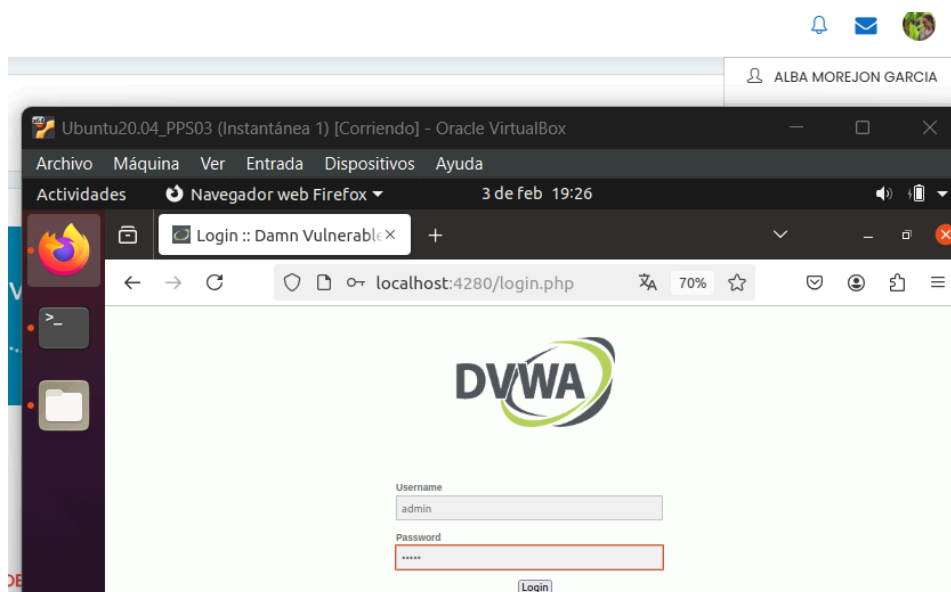 ALBA MOREJON GARCIA
Ubuntu20.04_PPS03 (Instantánea 1) [Corriendo] - Oracle VirtualBox
Archivo Máquina Ver Entrada Dispositivos Ayuda
Actividades Navegador web Firefox 3 de feb 19:26
Login :: Damn Vulnerable
localhost:4280/login.php 70%
DVWA
Username
admin
Password
•••••
Login